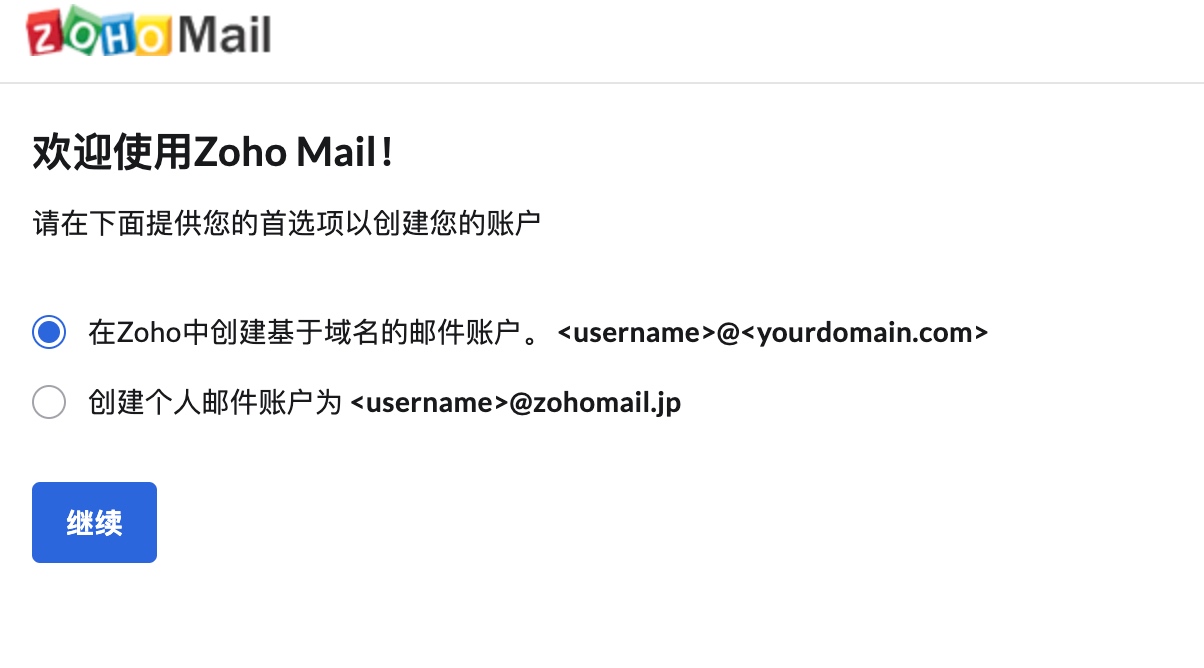 ZOHO Mail
欢迎使用Zoho Mail！
请在下面提供您的首选项以创建您的账户
在Zoho中创建基于域名的邮件账户。 <username>@<yourdomain.com>
创建个人邮件账户为 <username>@zohomail.jp
继续